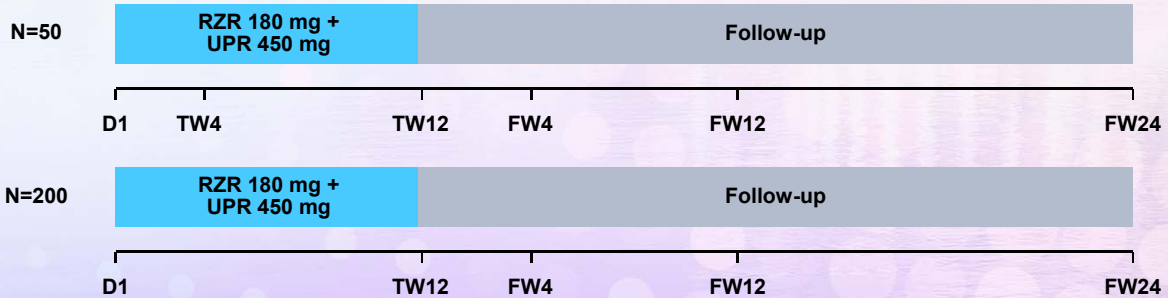 N=50
RZR 180 mg +
UPR 450 mg
Follow-up
D1 TW4 TW12 FW4 FW12 FW24
N=200
RZR 180 mg +
UPR 450 mg
Follow-up
D1 TW12 FW4 FW12 FW24